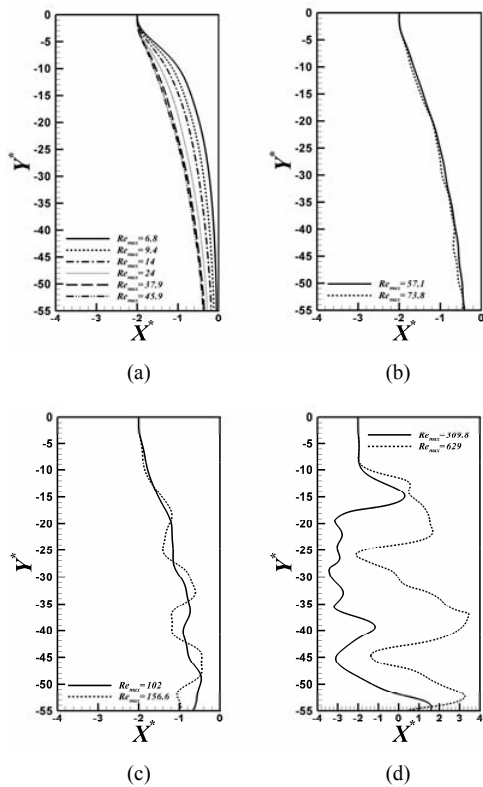 0
-5
-10
-15
-20
-25
-30
-35
-40
-45
-50
-55
Y*
Re_max=6.8
Re_max=9.4
Re_max=14
Re_max=24
Re_max=37.9
Re_max=45.9
-4 -3 -2 -1 0
X*
(a)
0
-5
-10
-15
-20
-25
-30
-35
-40
-45
-50
-55
Y*
Re_max=57.1
Re_max=73.8
-4 -3 -2 -1 0
X*
(b)
0
-5
-10
-15
-20
-25
-30
-35
-40
-45
-50
-55
Y*
Re_max=102
Re_max=156.6
-4 -3 -2 -1 0
X*
(c)
0
-5
-10
-15
-20
-25
-30
-35
-40
-45
-50
-55
Y*
Re_max=309.8
Re_max=629
-4 -3 -2 -1 0 1 2 3 4
X*
(d)